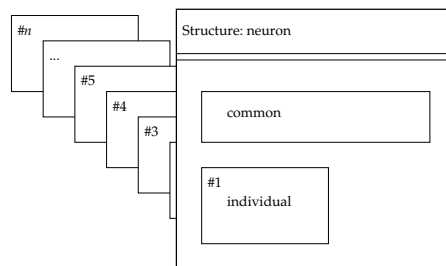 #n
...
#5
#4
#3
Structure: neuron
common
#1
individual